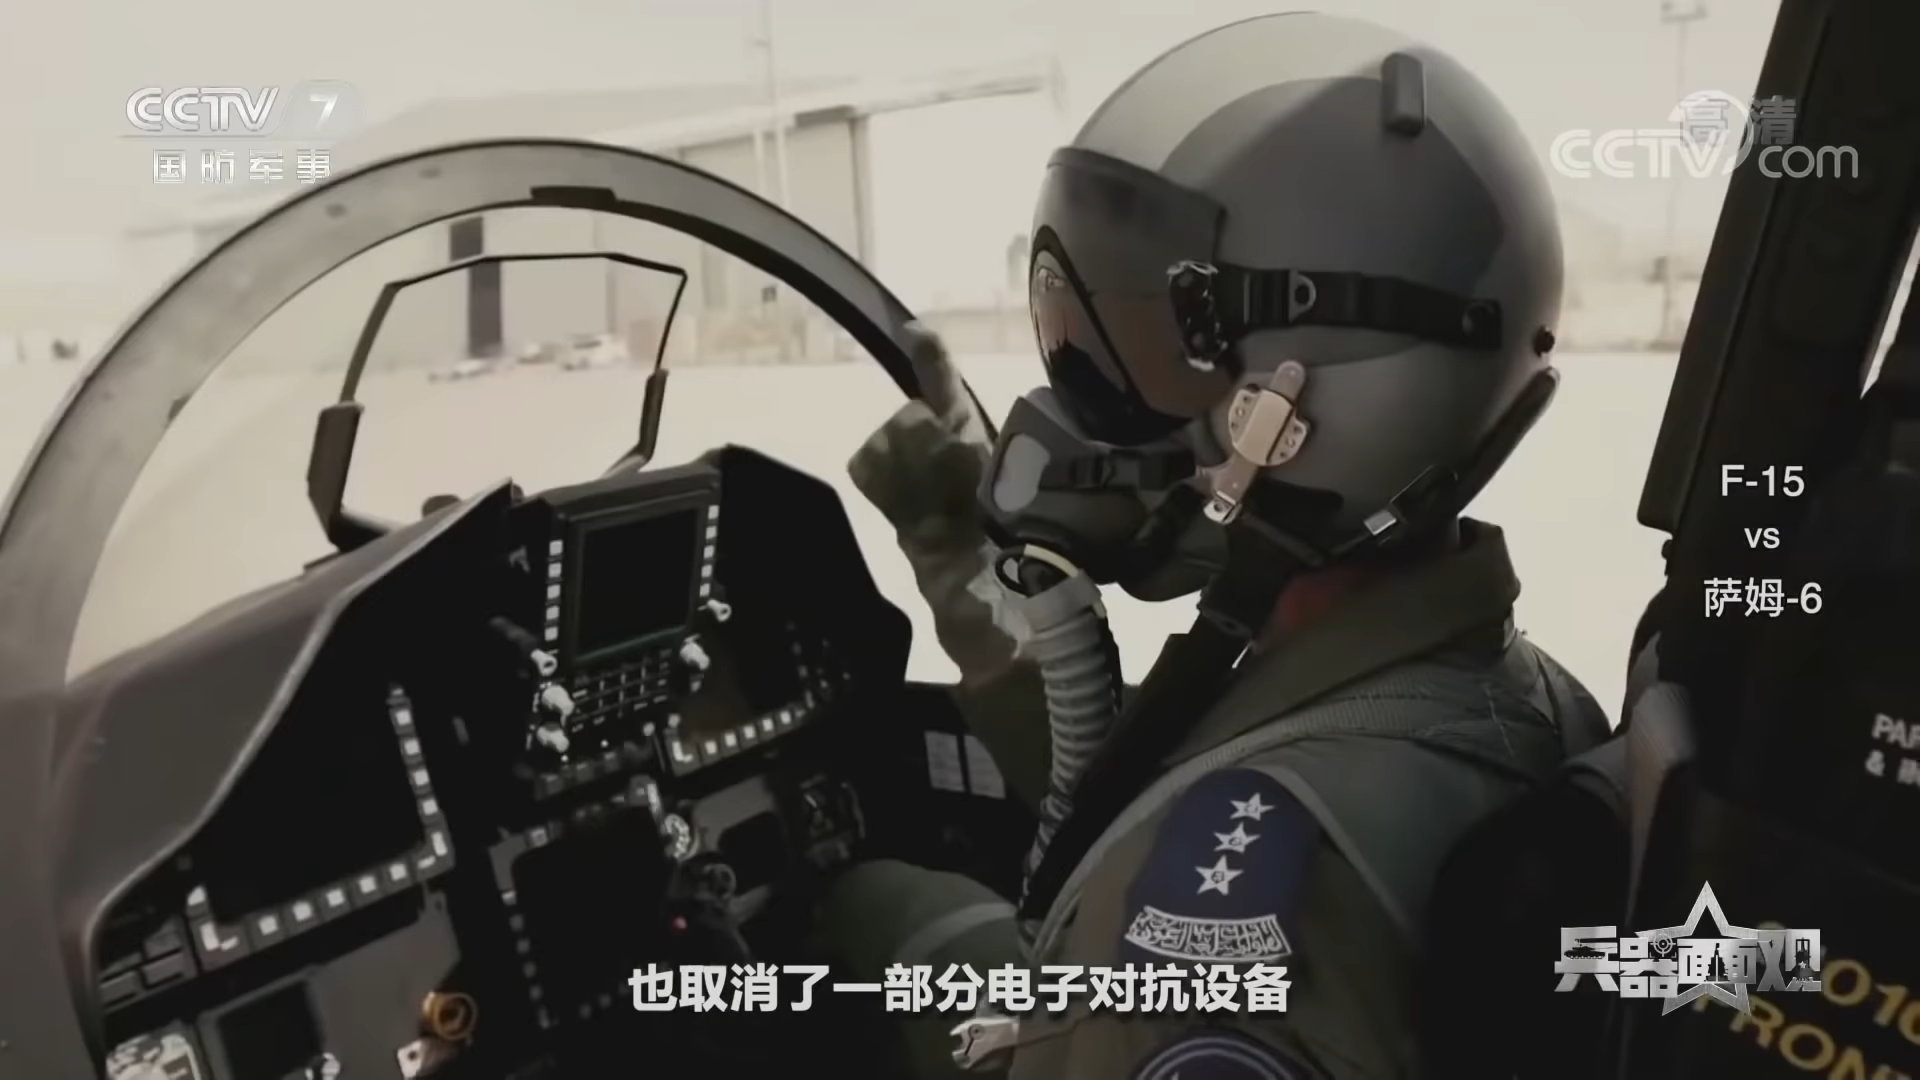 CCTV 7
国防军事
高清
CCTV com
F-15
vs
萨姆-6
兵器面面观
也取消了一部分电子对抗设备
FRON